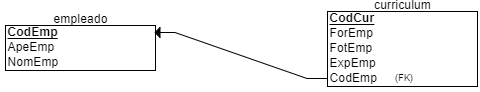 empleado
CodEmp
ApeEmp
NomEmp
curriculum
CodCur
ForEmp
FotEmp
ExpEmp
CodEmp (FK)